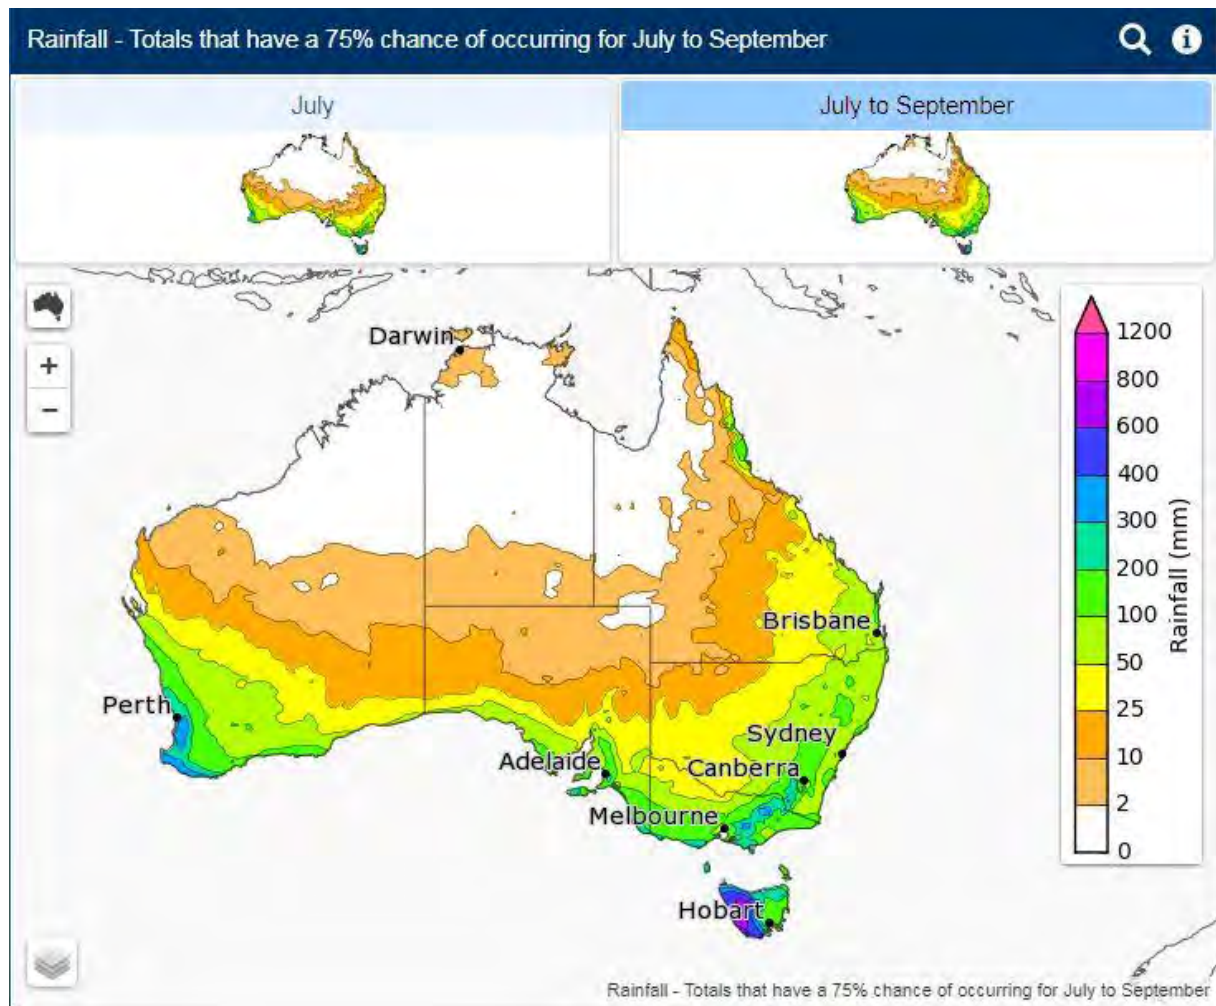 Rainfall - Totals that have a 75% chance of occurring for July to September
July
July to September
+
−
Darwin
Brisbane
Perth
Sydney
Adelaide
Canberra
Melbourne
Hobart
1200
800
600
400
300
200
100
50
25
10
2
0
Rainfall (mm)
Rainfall - Totals that have a 75% chance of occurring for July to September